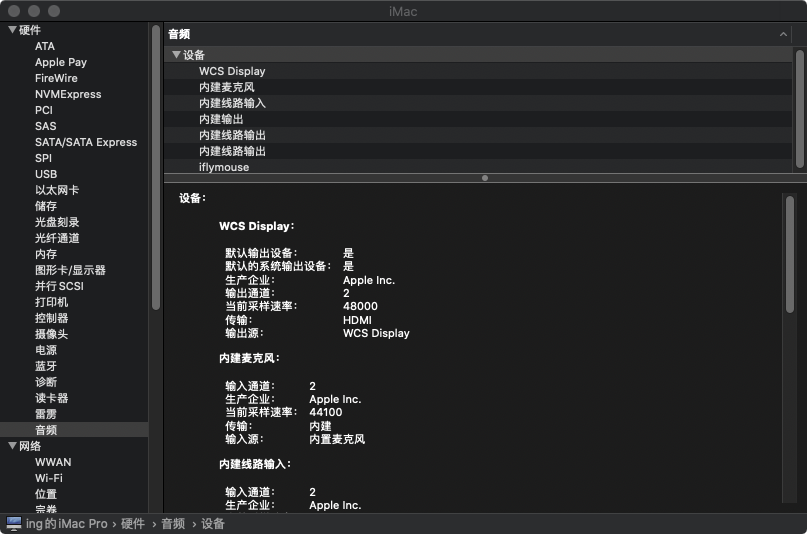 iMac
硬件
ATA
Apple Pay
FireWire
NVMExpress
PCI
SAS
SATA/SATA Express
SPI
USB
以太网卡
储存
光盘刻录
光纤通道
内存
图形卡/显示器
并行SCSI
打印机
控制器
摄像头
电源
蓝牙
诊断
读卡器
雷雳
音频
网络
WWAN
Wi-Fi
位置
宗卷
音频
设备
WCS Display
内建麦克风
内建线路输入
内建输出
内建线路输出
内建线路输出
iflymouse
设备：
WCS Display：
默认输出设备： 是
默认的系统输出设备： 是
生产企业： Apple Inc.
输出通道： 2
当前采样速率： 48000
传输： HDMI
输出源： WCS Display
内建麦克风：
输入通道： 2
生产企业： Apple Inc.
当前采样速率： 44100
传输： 内建
输入源： 内置麦克风
内建线路输入：
输入通道： 2
生产企业： Apple Inc.
ing的iMac Pro › 硬件 › 音频 › 设备